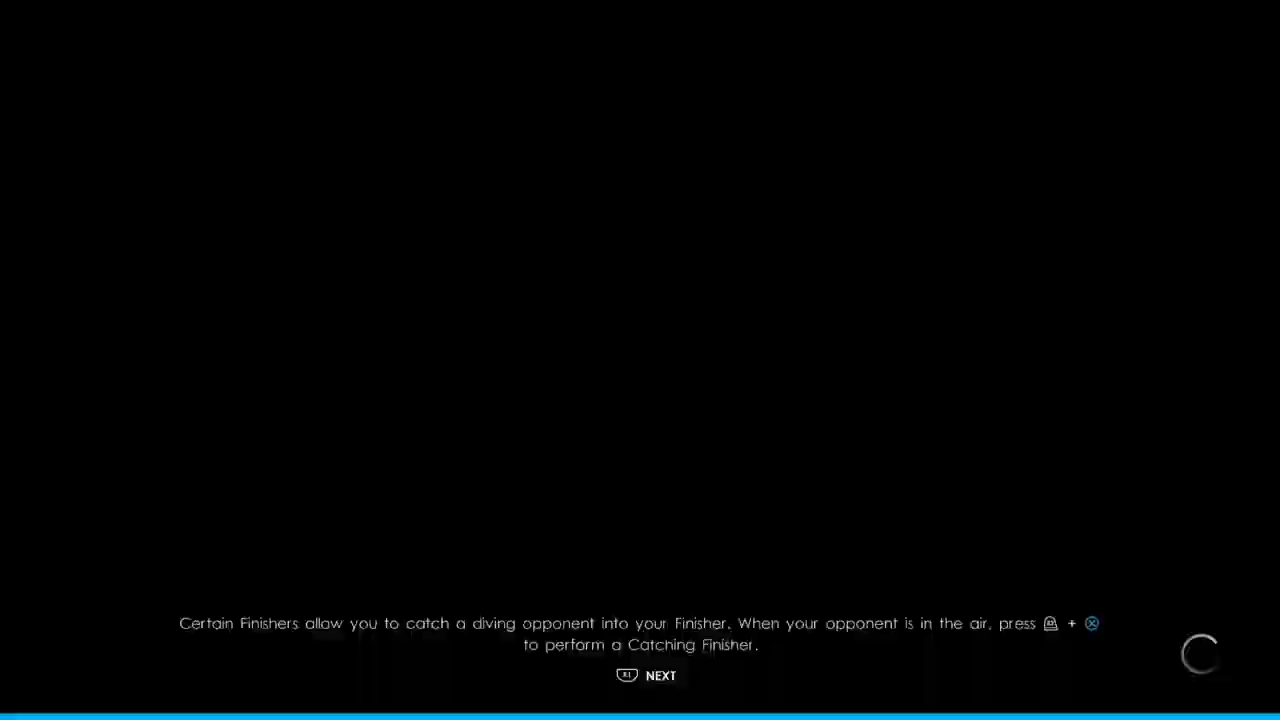 Certain Finishers allow you to catch a diving opponent into your Finisher. When your opponent is in the air, press + 
to perform a Catching Finisher.
NEXT